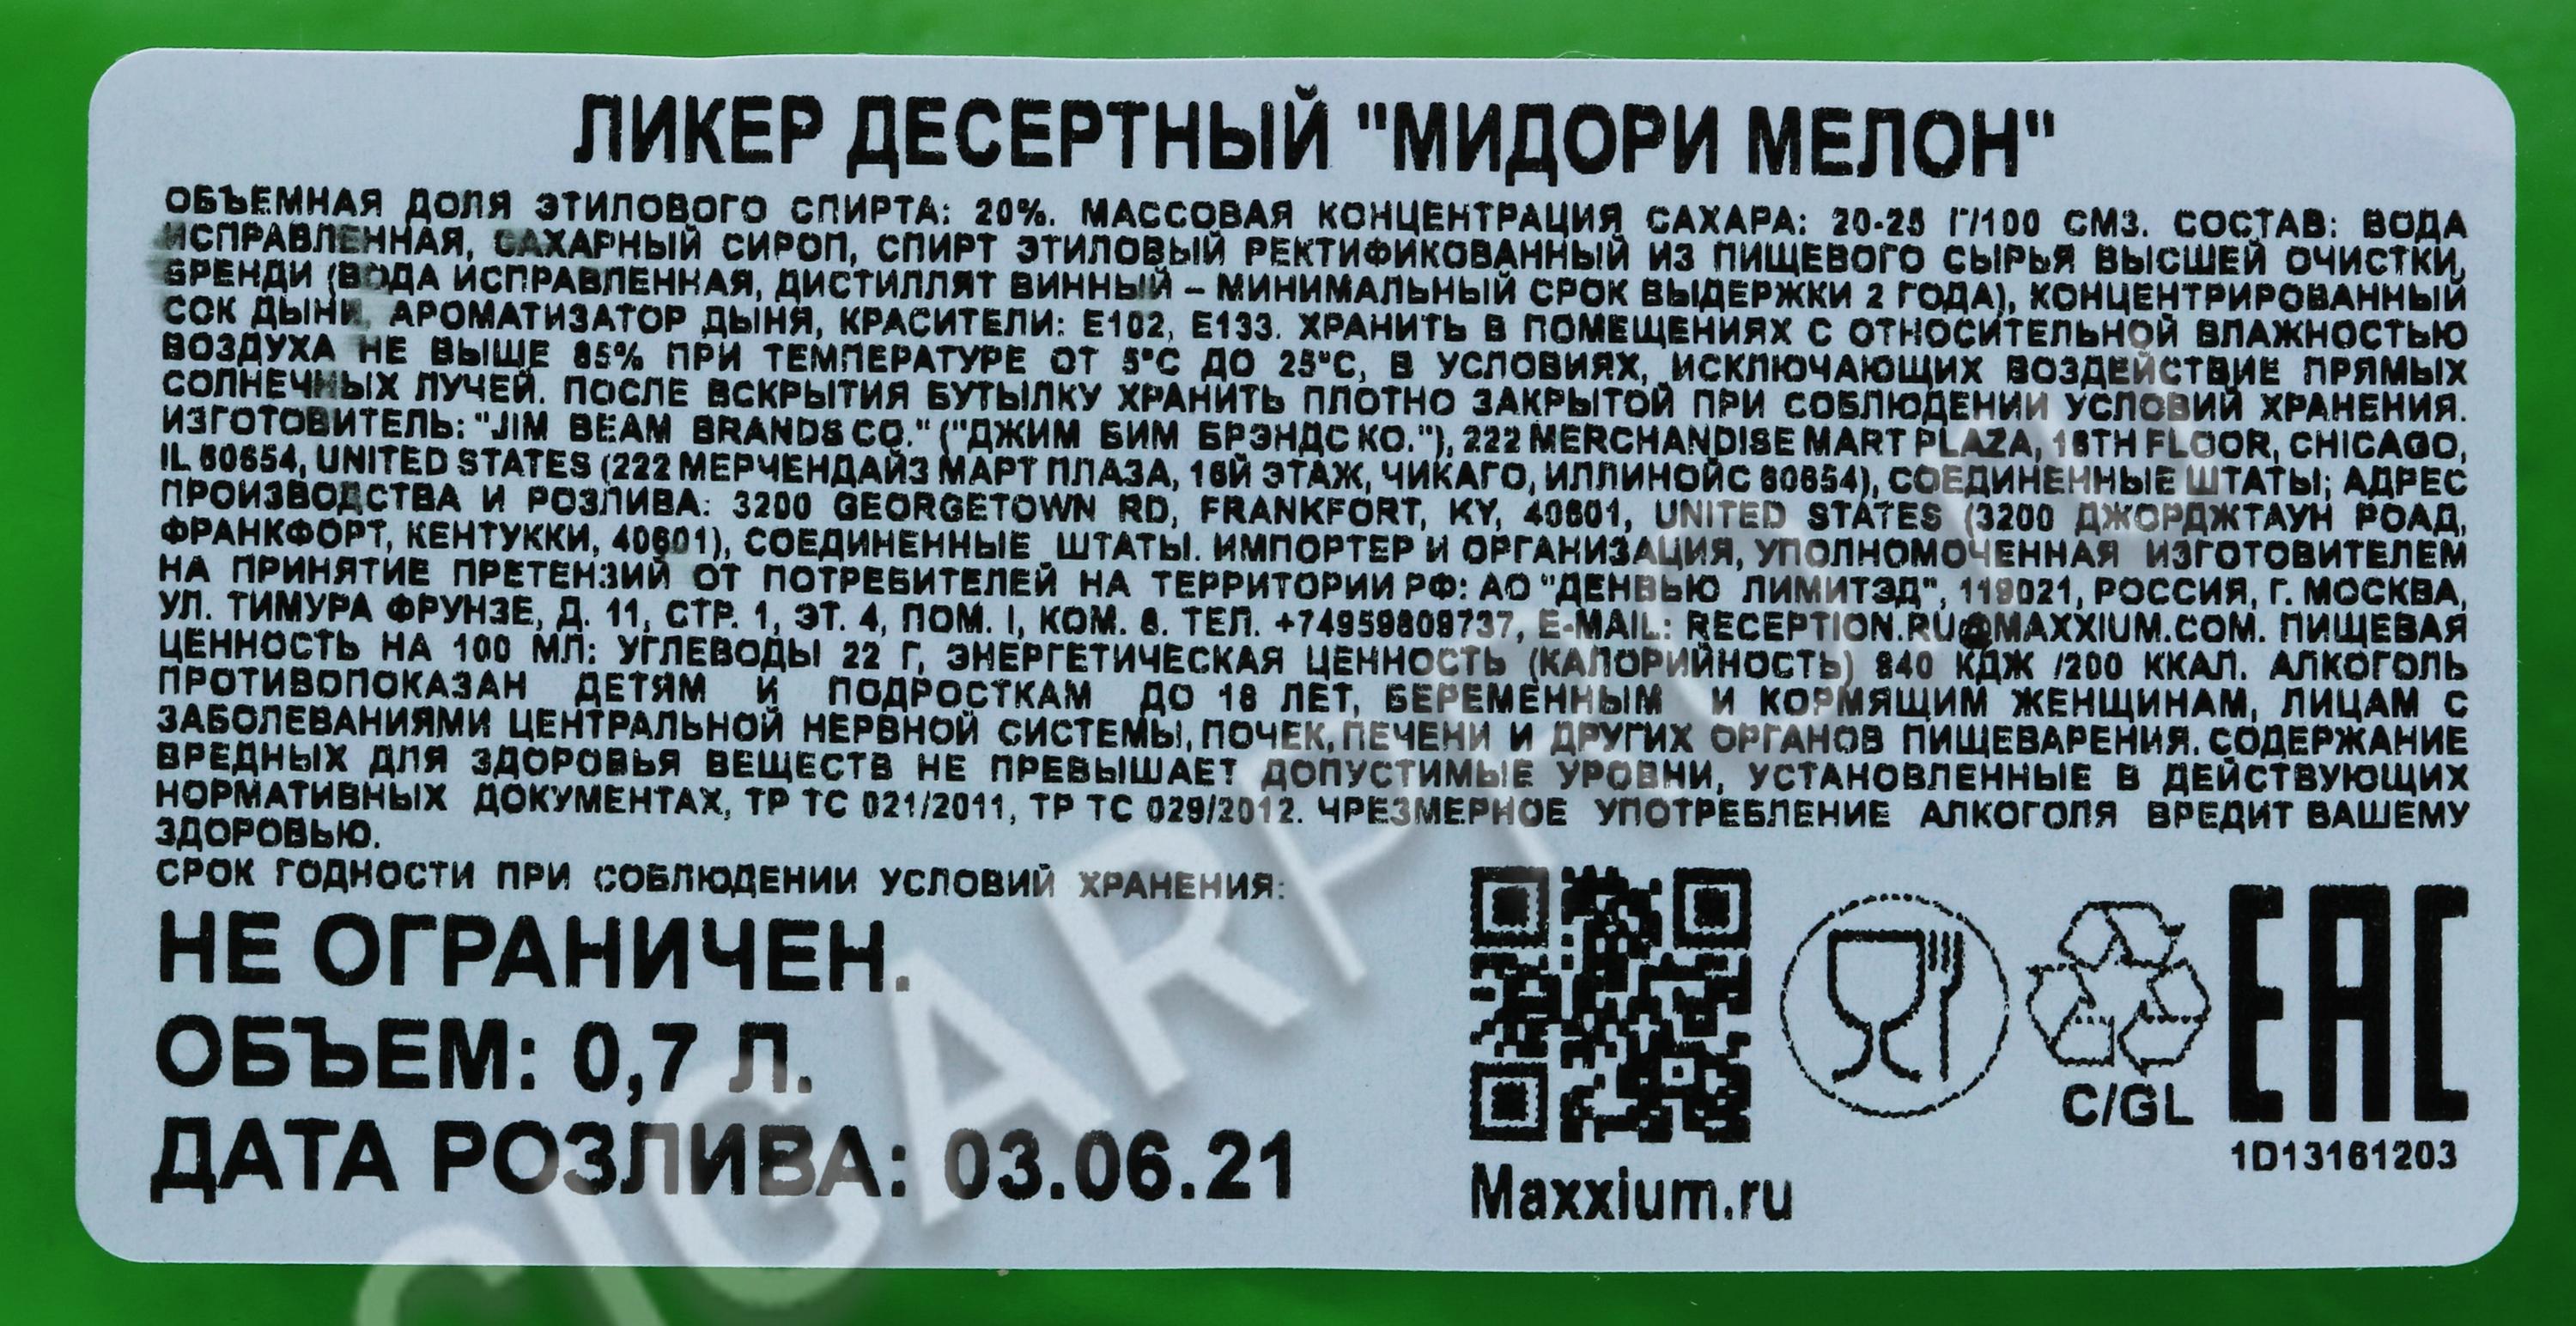 ЛИКЕР ДЕСЕРТНЫЙ "МИДОРИ МЕЛОН"
ОБЪЕМНАЯ ДОЛЯ ЭТИЛОВОГО СПИРТА: 20%. МАССОВАЯ КОНЦЕНТРАЦИЯ САХАРА: 20-25 Г/100 СМ3. СОСТАВ: ВОДА
ИСПРАВЛЕННАЯ, САХАРНЫЙ СИРОП, СПИРТ ЭТИЛОВЫЙ РЕКТИФИКОВАННЫЙ ИЗ ПИЩЕВОГО СЫРЬЯ ВЫСШЕЙ ОЧИСТКИ,
БРЕНДИ (ВОДА ИСПРАВЛЕННАЯ, ДИСТИЛЛЯТ ВИННЫЙ – МИНИМАЛЬНЫЙ СРОК ВЫДЕРЖКИ 2 ГОДА), КОНЦЕНТРИРОВАННЫЙ
СОК ДЫНИ, АРОМАТИЗАТОР ДЫНЯ, КРАСИТЕЛИ: Е102, Е133. ХРАНИТЬ В ПОМЕЩЕНИЯХ С ОТНОСИТЕЛЬНОЙ ВЛАЖНОСТЬЮ
ВОЗДУХА НЕ ВЫШЕ 85% ПРИ ТЕМПЕРАТУРЕ ОТ 5°С ДО 25°С, В УСЛОВИЯХ, ИСКЛЮЧАЮЩИХ ВОЗДЕЙСТВИЕ ПРЯМЫХ
СОЛНЕЧНЫХ ЛУЧЕЙ. ПОСЛЕ ВСКРЫТИЯ БУТЫЛКУ ХРАНИТЬ ПЛОТНО ЗАКРЫТОЙ ПРИ СОБЛЮДЕНИИ УСЛОВИЙ ХРАНЕНИЯ.
ИЗГОТОВИТЕЛЬ: "JIM BEAM BRANDS CO." ("ДЖИМ БИМ БРЭНДС КО."), 222 MERCHANDISE MART PLAZA, 16TH FLOOR, CHICAGO,
IL 60654, UNITED STATES (222 МЕРЧЕНДАЙЗ МАРТ ПЛАЗА, 16Й ЭТАЖ, ЧИКАГО, ИЛЛИНОЙС 60654), СОЕДИНЕННЫЕ ШТАТЫ; АДРЕС
ПРОИЗВОДСТВА И РОЗЛИВА: 3200 GEORGETOWN RD, FRANKFORT, KY, 40601, UNITED STATES (3200 ДЖОРДЖТАУН РОАД,
ФРАНКФОРТ, КЕНТУККИ, 40601), СОЕДИНЕННЫЕ ШТАТЫ. ИМПОРТЕР И ОРГАНИЗАЦИЯ, УПОЛНОМОЧЕННАЯ ИЗГОТОВИТЕЛЕМ
НА ПРИНЯТИЕ ПРЕТЕНЗИЙ ОТ ПОТРЕБИТЕЛЕЙ НА ТЕРРИТОРИИ РФ: АО "ДЕНВЬЮ ЛИМИТЭД", 119021, РОССИЯ, Г. МОСКВА,
УЛ. ТИМУРА ФРУНЗЕ, Д. 11, СТР. 1, ЭТ. 4, ПОМ. I, КОМ. 6. ТЕЛ. +74959809737, E-MAIL: RECEPTION.RU@MAXXIUM.COM. ПИЩЕВАЯ
ЦЕННОСТЬ НА 100 МЛ: УГЛЕВОДЫ 22 Г, ЭНЕРГЕТИЧЕСКАЯ ЦЕННОСТЬ (КАЛОРИЙНОСТЬ) 840 КДЖ /200 ККАЛ. АЛКОГОЛЬ
ПРОТИВОПОКАЗАН ДЕТЯМ И ПОДРОСТКАМ ДО 18 ЛЕТ, БЕРЕМЕННЫМ И КОРМЯЩИМ ЖЕНЩИНАМ, ЛИЦАМ С
ЗАБОЛЕВАНИЯМИ ЦЕНТРАЛЬНОЙ НЕРВНОЙ СИСТЕМЫ, ПОЧЕК, ПЕЧЕНИ И ДРУГИХ ОРГАНОВ ПИЩЕВАРЕНИЯ. СОДЕРЖАНИЕ
ВРЕДНЫХ ДЛЯ ЗДОРОВЬЯ ВЕЩЕСТВ НЕ ПРЕВЫШАЕТ ДОПУСТИМЫЕ УРОВНИ, УСТАНОВЛЕННЫЕ В ДЕЙСТВУЮЩИХ
НОРМАТИВНЫХ ДОКУМЕНТАХ, ТР ТС 021/2011, ТР ТС 029/2012. ЧРЕЗМЕРНОЕ УПОТРЕБЛЕНИЕ АЛКОГОЛЯ ВРЕДИТ ВАШЕМУ
ЗДОРОВЬЮ.
СРОК ГОДНОСТИ ПРИ СОБЛЮДЕНИИ УСЛОВИЙ ХРАНЕНИЯ:
НЕ ОГРАНИЧЕН.
ОБЪЕМ: 0,7 Л.
ДАТА РОЗЛИВА: 03.06.21
Maxxium.ru
C/GL
EAC
1D13161203